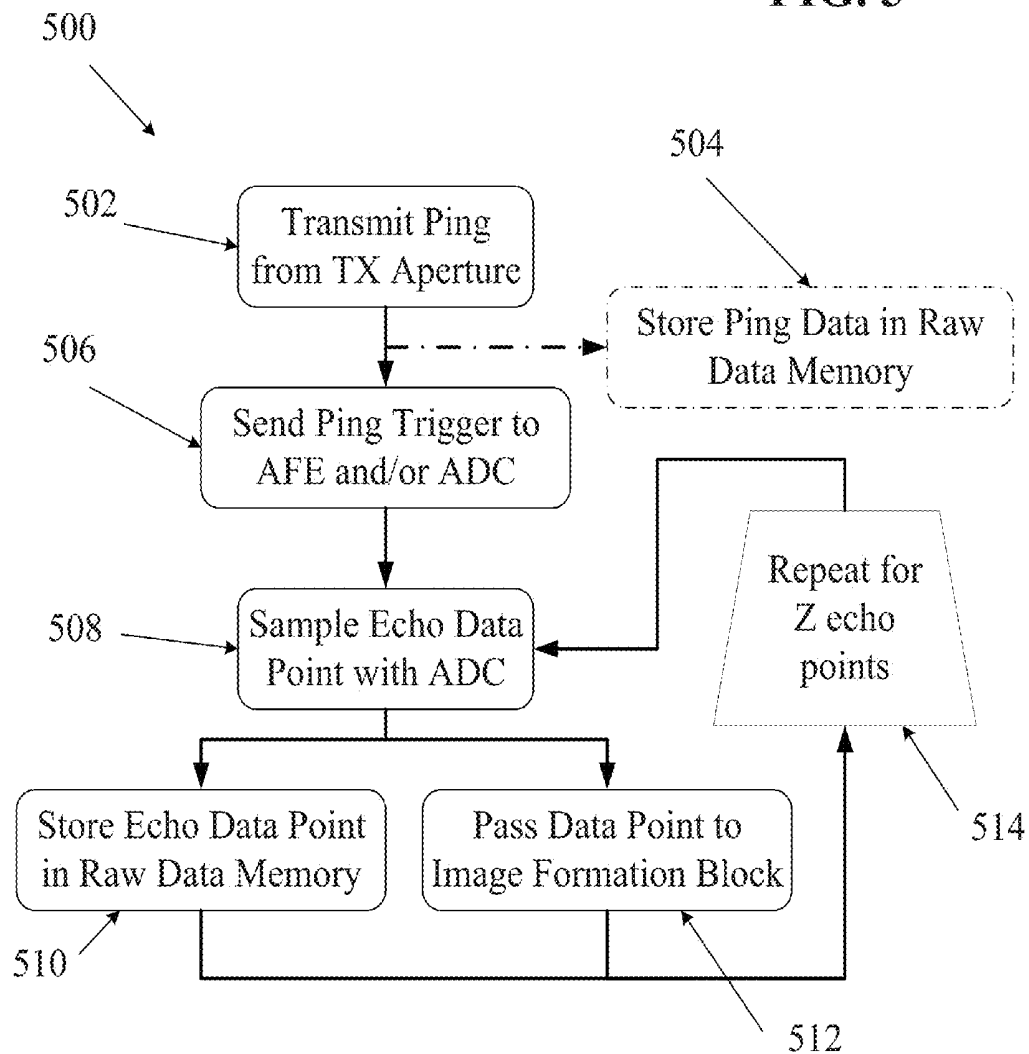 500
504
502
Transmit Ping
from TX Aperture
Store Ping Data in Raw
Data Memory
506
Send Ping Trigger to
AFE and/or ADC
Repeat for
Z echo
points
508
Sample Echo Data
Point with ADC
514
Store Echo Data Point
in Raw Data Memory
Pass Data Point to
Image Formation Block
510
512